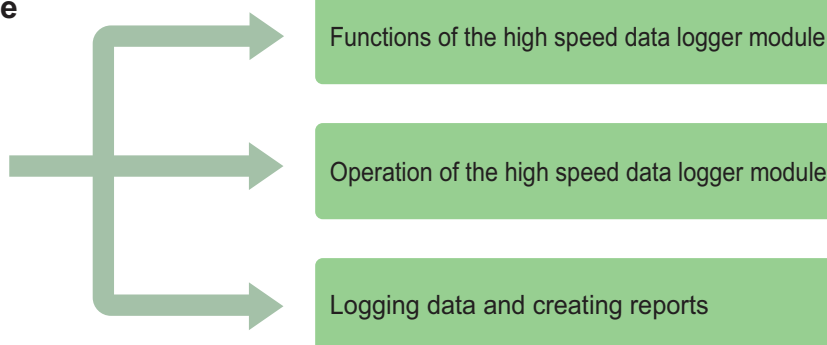 e
Functions of the high speed data logger module
Operation of the high speed data logger module
Logging data and creating reports